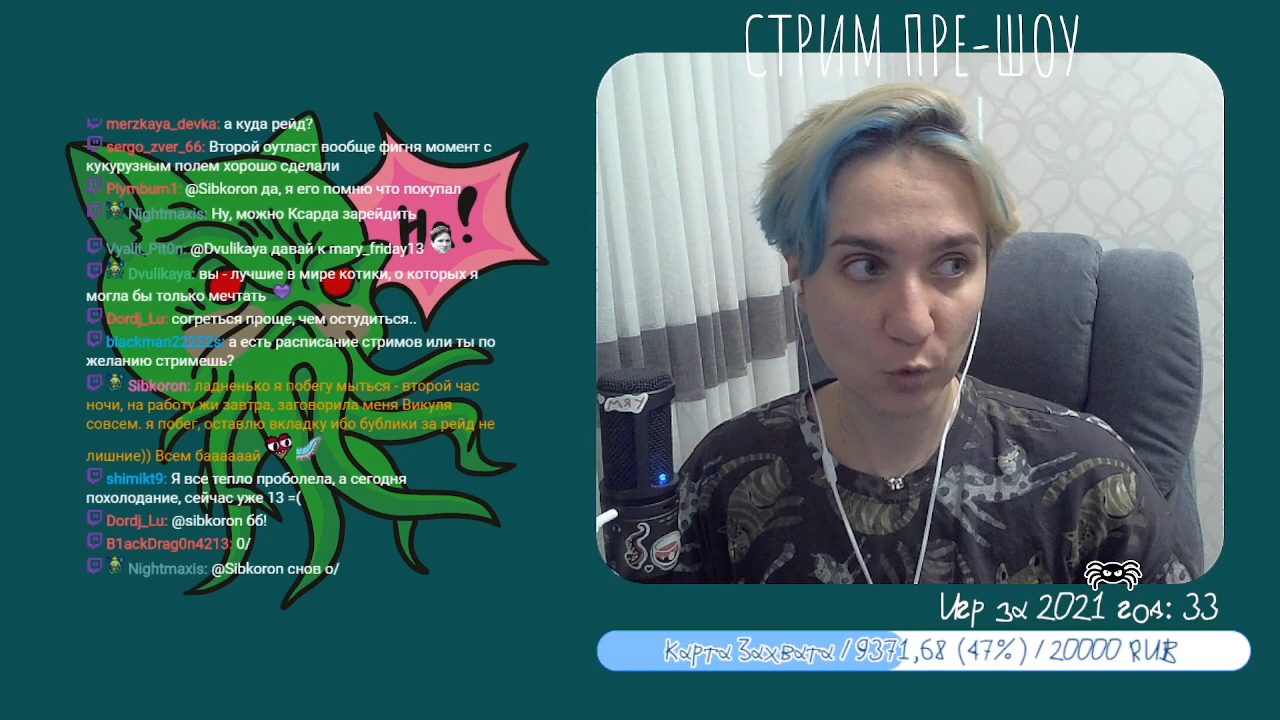 СТРИМ ПРЕ-ШОУ
merzkaya_devka: а куда рейд?
sergo_zver_66: Второй оутласт вообще фигня момент с
кукурузным полем хорошо сделали
Plymbum1: @Sibkoron да, я его помню что покупал
Nightmaxis: Ну, можно Ксарда зарейдить
Vyalit_Pit0n: @Dvulikaya давай к mary_friday13
Dvulikaya: вы - лучшие в мире котики, о которых я
могла бы только мечтать
Dordj_Lu: согреться проще, чем остудиться..
blackman22222s: а есть расписание стримов или ты по
желанию стримешь?
Sibkoron: ладненько я побегу мыться - второй час
ночи, на работу жи завтра, заговорила меня Викуля
совсем. я побег, оставлю вкладку ибо бублики за рейд не
лишние)) Всем баааааай
shimikt9: Я все тепло проболела, а сегодня
похолодание, сейчас уже 13 =(
Dordj_Lu: @sibkoron бб!
B1ackDrag0n4213: 0/
Nightmaxis: @Sibkoron снов о/
Не!
МЯУ
Игр за 2021 год: 33
Карта Захвата / 9371,68 (47%) / 20000 RUB